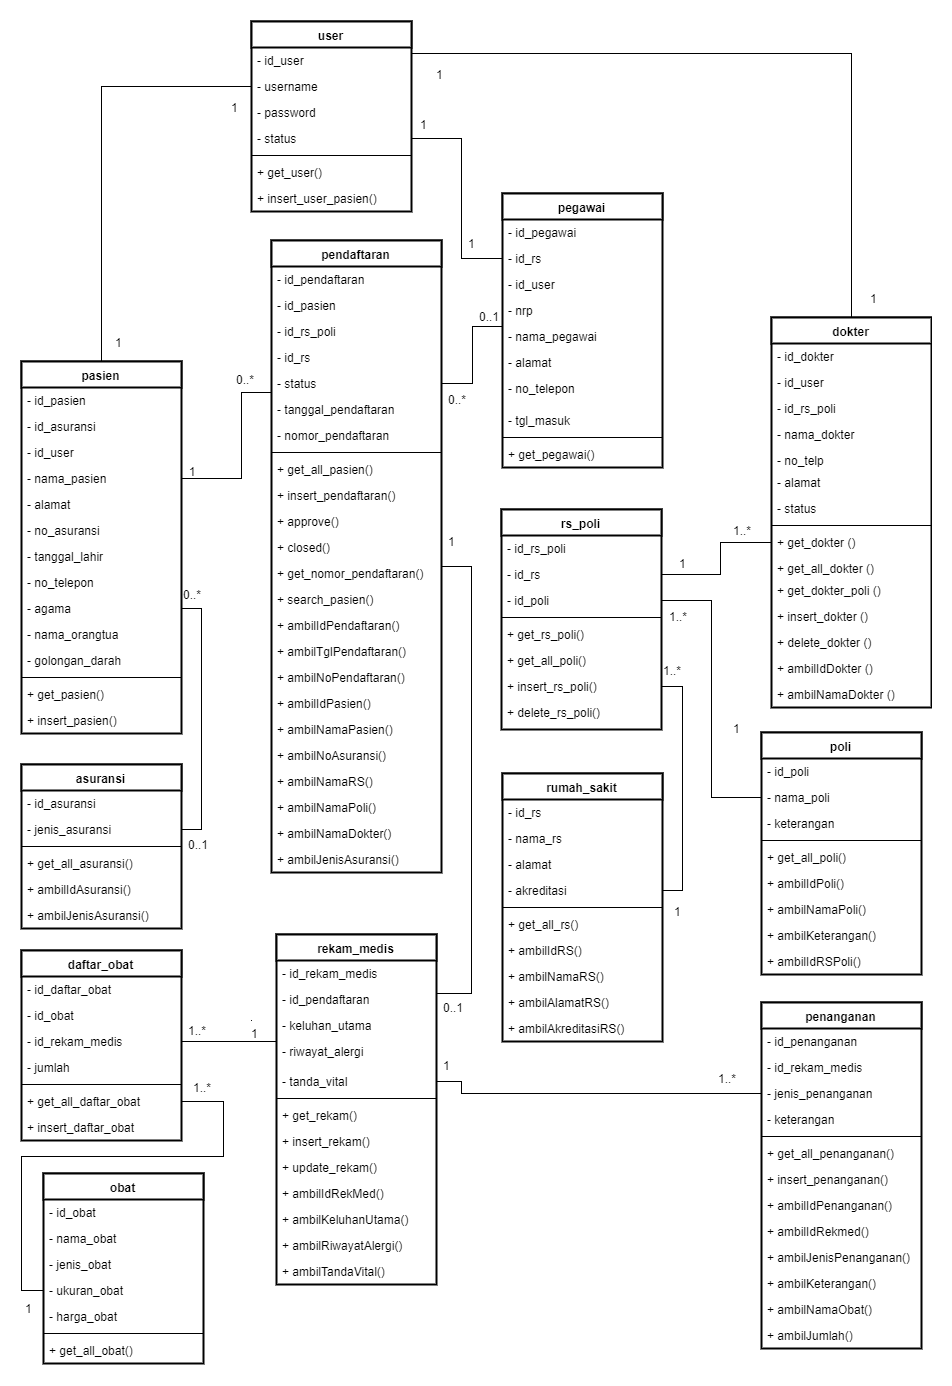 user
- id_user
- username
- password
- status
+ get_user()
+ insert_user_pasien()
1
1
1
1
1
1
pegawai
- id_pegawai
- id_rs
- id_user
- nrp
- nama_pegawai
- alamat
- no_telepon
- tgl_masuk
+ get_pegawai()
0..1
0..*
pendaftaran
- id_pendaftaran
- id_pasien
- id_rs_poli
- id_rs
- status
- tanggal_pendaftaran
- nomor_pendaftaran
+ get_all_pasien()
+ insert_pendaftaran()
+ approve()
+ closed()
+ get_nomor_pendaftaran()
+ search_pasien()
+ ambilIdPendaftaran()
+ ambilTglPendaftaran()
+ ambilNoPendaftaran()
+ ambilIdPasien()
+ ambilNamaPasien()
+ ambilNoAsuransi()
+ ambilNamaRS()
+ ambilNamaPoli()
+ ambilNamaDokter()
+ ambilJenisAsuransi()
0..*
1
1
0..1
dokter
- id_dokter
- id_user
- id_rs_poli
- nama_dokter
- no_telp
- alamat
- status
+ get_dokter ()
+ get_all_dokter ()
+ get_dokter_poli ()
+ insert_dokter ()
+ delete_dokter ()
+ ambilIdDokter ()
+ ambilNamaDokter ()
pasien
- id_pasien
- id_asuransi
- id_user
- nama_pasien
- alamat
- no_asuransi
- tanggal_lahir
- no_telepon
- agama
- nama_orangtua
- golongan_darah
+ get_pasien()
+ insert_pasien()
0..*
0..1
rs_poli
- id_rs_poli
- id_rs
- id_poli
+ get_rs_poli()
+ get_all_poli()
+ insert_rs_poli()
+ delete_rs_poli()
1
1..*
1..*
1..*
1
1
poli
- id_poli
- nama_poli
- keterangan
+ get_all_poli()
+ ambilIdPoli()
+ ambilNamaPoli()
+ ambilKeterangan()
+ ambilIdRSPoli()
asuransi
- id_asuransi
- jenis_asuransi
+ get_all_asuransi()
+ ambilIdAsuransi()
+ ambilJenisAsuransi()
rumah_sakit
- id_rs
- nama_rs
- alamat
- akreditasi
+ get_all_rs()
+ ambilIdRS()
+ ambilNamaRS()
+ ambilAlamatRS()
+ ambilAkreditasiRS()
daftar_obat
- id_daftar_obat
- id_obat
- id_rekam_medis
- jumlah
+ get_all_daftar_obat
+ insert_daftar_obat
1..*
.
1
1..*
1
rekam_medis
- id_rekam_medis
- id_pendaftaran
- keluhan_utama
- riwayat_alergi
- tanda_vital
+ get_rekam()
+ insert_rekam()
+ update_rekam()
+ ambilIdRekMed()
+ ambilKeluhanUtama()
+ ambilRiwayatAlergi()
+ ambilTandaVital()
1
1..*
penanganan
- id_penanganan
- id_rekam_medis
- jenis_penanganan
- keterangan
+ get_all_penanganan()
+ insert_penanganan()
+ ambilIdPenanganan()
+ ambilIdRekmed()
+ ambilJenisPenanganan()
+ ambilKeterangan()
+ ambilNamaObat()
+ ambilJumlah()
obat
- id_obat
- nama_obat
- jenis_obat
- ukuran_obat
- harga_obat
+ get_all_obat()